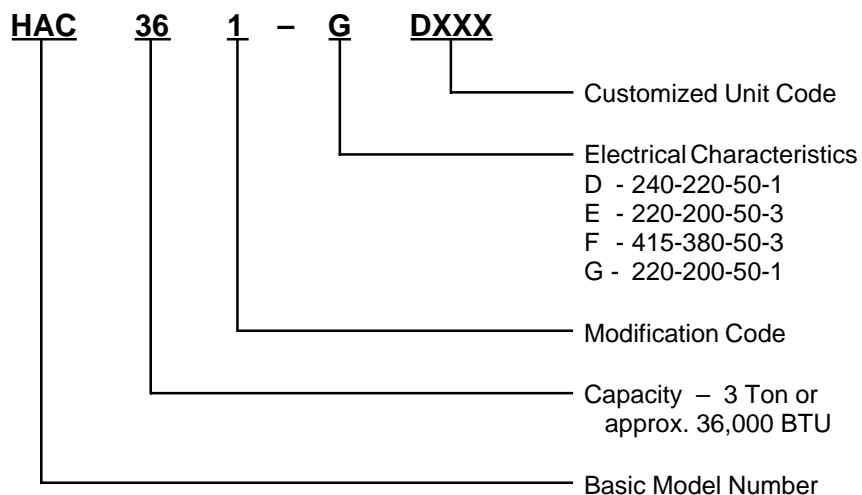 HAC 36 1 – G DXXX
Customized Unit Code
Electrical Characteristics
D - 240-220-50-1
E - 220-200-50-3
F - 415-380-50-3
G - 220-200-50-1
Modification Code
Capacity – 3 Ton or
approx. 36,000 BTU
Basic Model Number